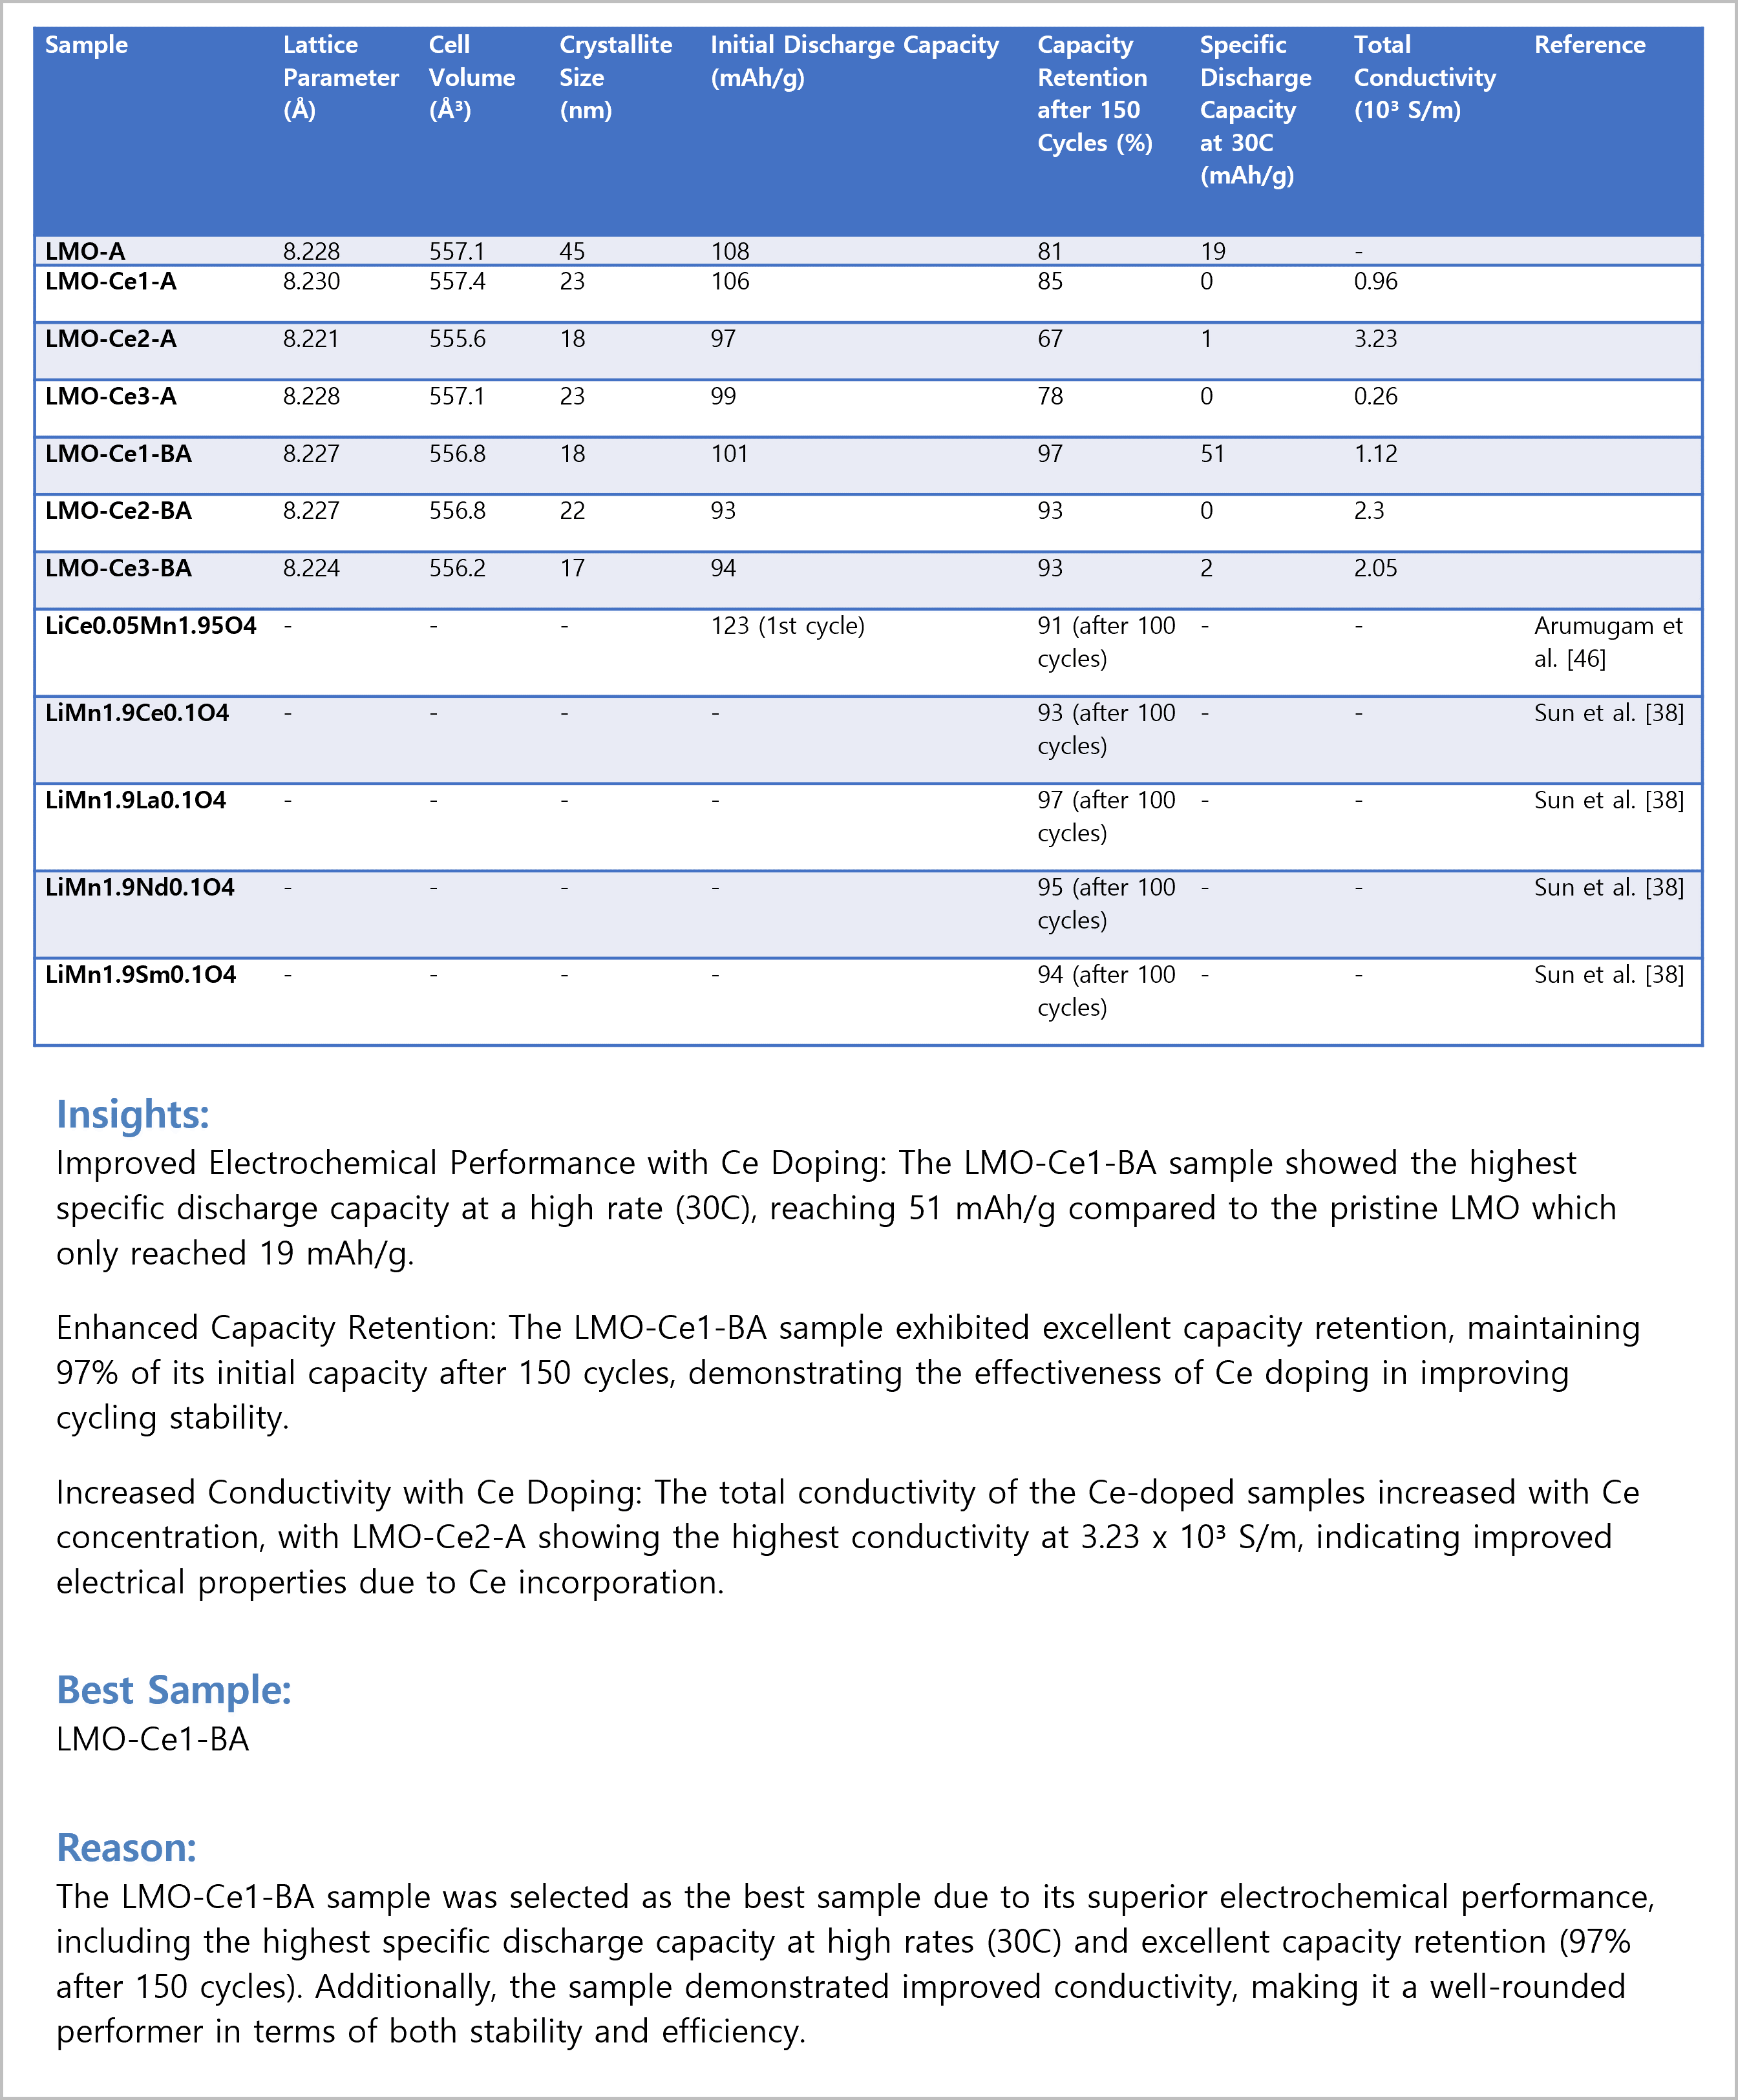 Sample Lattice Parameter (Å) Cell Volume (Å³) Crystallite Size (nm) Initial Discharge Capacity (mAh/g) Capacity Retention after 150 Cycles (%) Specific Discharge Capacity at 30C (mAh/g) Total Conductivity (10³ S/m) Reference
LMO-A 8.228 557.1 45 108 81 19 -
LMO-Ce1-A 8.230 557.4 23 106 85 0 0.96
LMO-Ce2-A 8.221 555.6 18 97 67 1 3.23
LMO-Ce3-A 8.228 557.1 23 99 78 0 0.26
LMO-Ce1-BA 8.227 556.8 18 101 97 51 1.12
LMO-Ce2-BA 8.227 556.8 22 93 93 0 2.3
LMO-Ce3-BA 8.224 556.2 17 94 93 2 2.05
LiCe0.05Mn1.95O4 - - - 123 (1st cycle) 91 (after 100 cycles) - - Arumugam et al. [46]
LiMn1.9Ce0.1O4 - - - - 93 (after 100 cycles) - - Sun et al. [38]
LiMn1.9La0.1O4 - - - - 97 (after 100 cycles) - - Sun et al. [38]
LiMn1.9Nd0.1O4 - - - - 95 (after 100 cycles) - - Sun et al. [38]
LiMn1.9Sm0.1O4 - - - - 94 (after 100 cycles) - - Sun et al. [38]
Insights:
Improved Electrochemical Performance with Ce Doping: The LMO-Ce1-BA sample showed the highest
specific discharge capacity at a high rate (30C), reaching 51 mAh/g compared to the pristine LMO which
only reached 19 mAh/g.
Enhanced Capacity Retention: The LMO-Ce1-BA sample exhibited excellent capacity retention, maintaining
97% of its initial capacity after 150 cycles, demonstrating the effectiveness of Ce doping in improving
cycling stability.
Increased Conductivity with Ce Doping: The total conductivity of the Ce-doped samples increased with Ce
concentration, with LMO-Ce2-A showing the highest conductivity at 3.23 x 10³ S/m, indicating improved
electrical properties due to Ce incorporation.
Best Sample:
LMO-Ce1-BA
Reason:
The LMO-Ce1-BA sample was selected as the best sample due to its superior electrochemical performance,
including the highest specific discharge capacity at high rates (30C) and excellent capacity retention (97%
after 150 cycles). Additionally, the sample demonstrated improved conductivity, making it a well-rounded
performer in terms of both stability and efficiency.